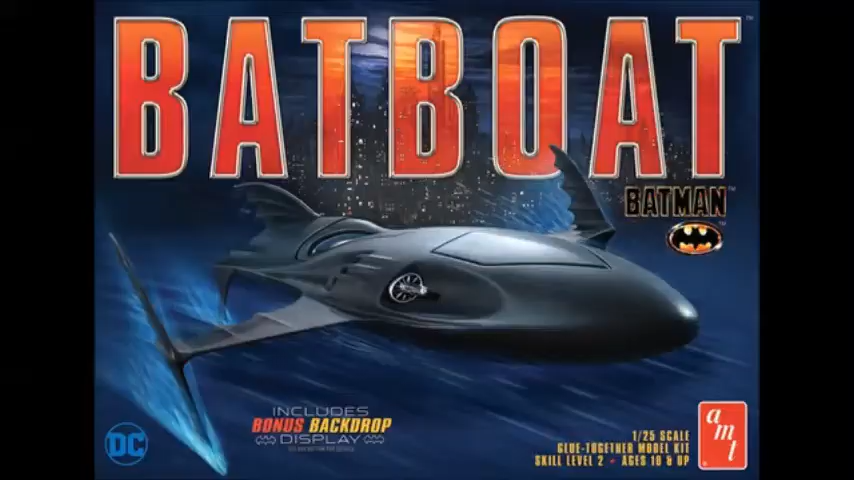 BATBOAT
BATMAN™
INCLUDES
BONUS BACKDROP
DISPLAY
DC
1/25 SCALE
GLUE-TOGETHER MODEL KIT
SKILL LEVEL 2 • AGES 10 & UP
amt